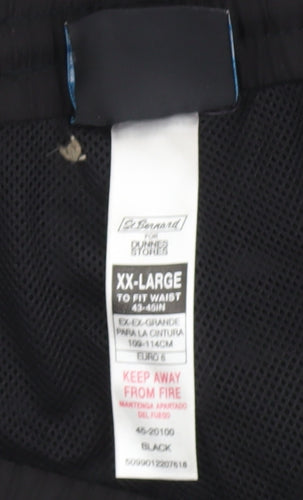 St Bernard
FOR
DUNNES
STORES
XX-LARGE
TO FIT WAIST
43-45IN
EX-EX-GRANDE
PARA LA CINTURA
109-114CM
EURO 6
KEEP AWAY
FROM FIRE
MANTENGA APARTADO
DEL FUEGO
46-20100
BLACK
5099012207618